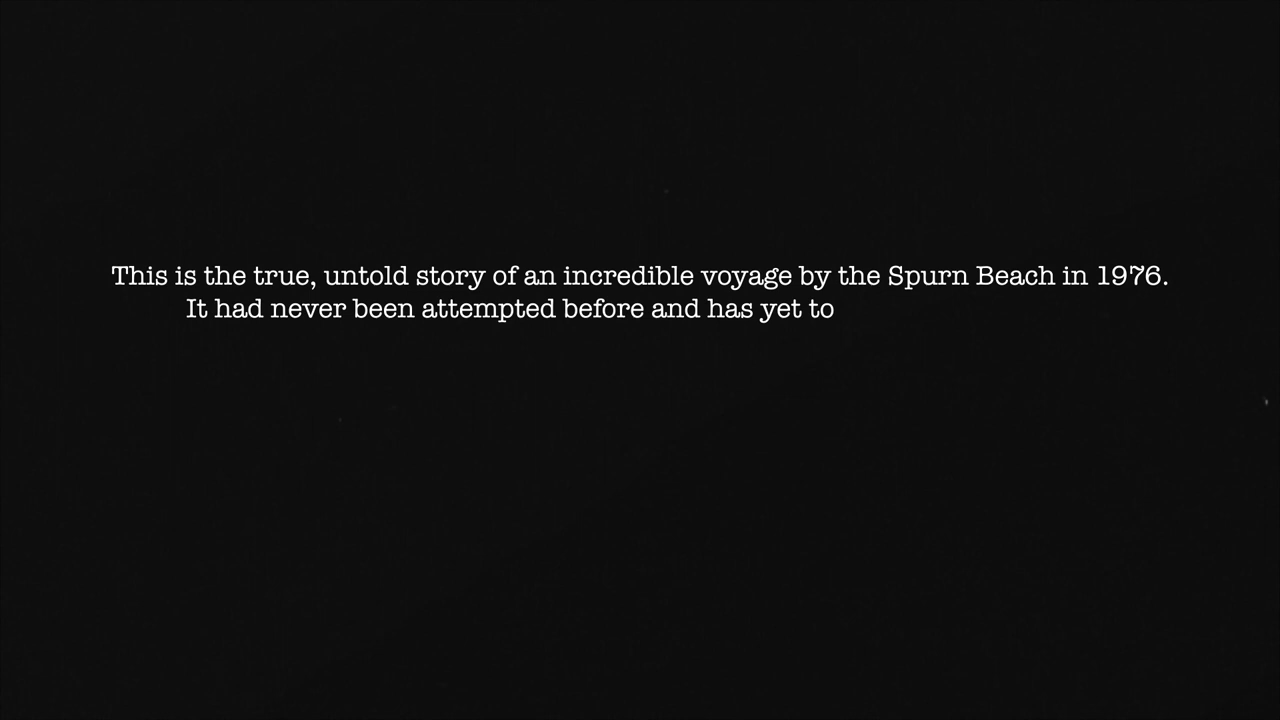 This is the true, untold story of an incredible voyage by the Spurn Beach in 1976.
It had never been attempted before and has yet to